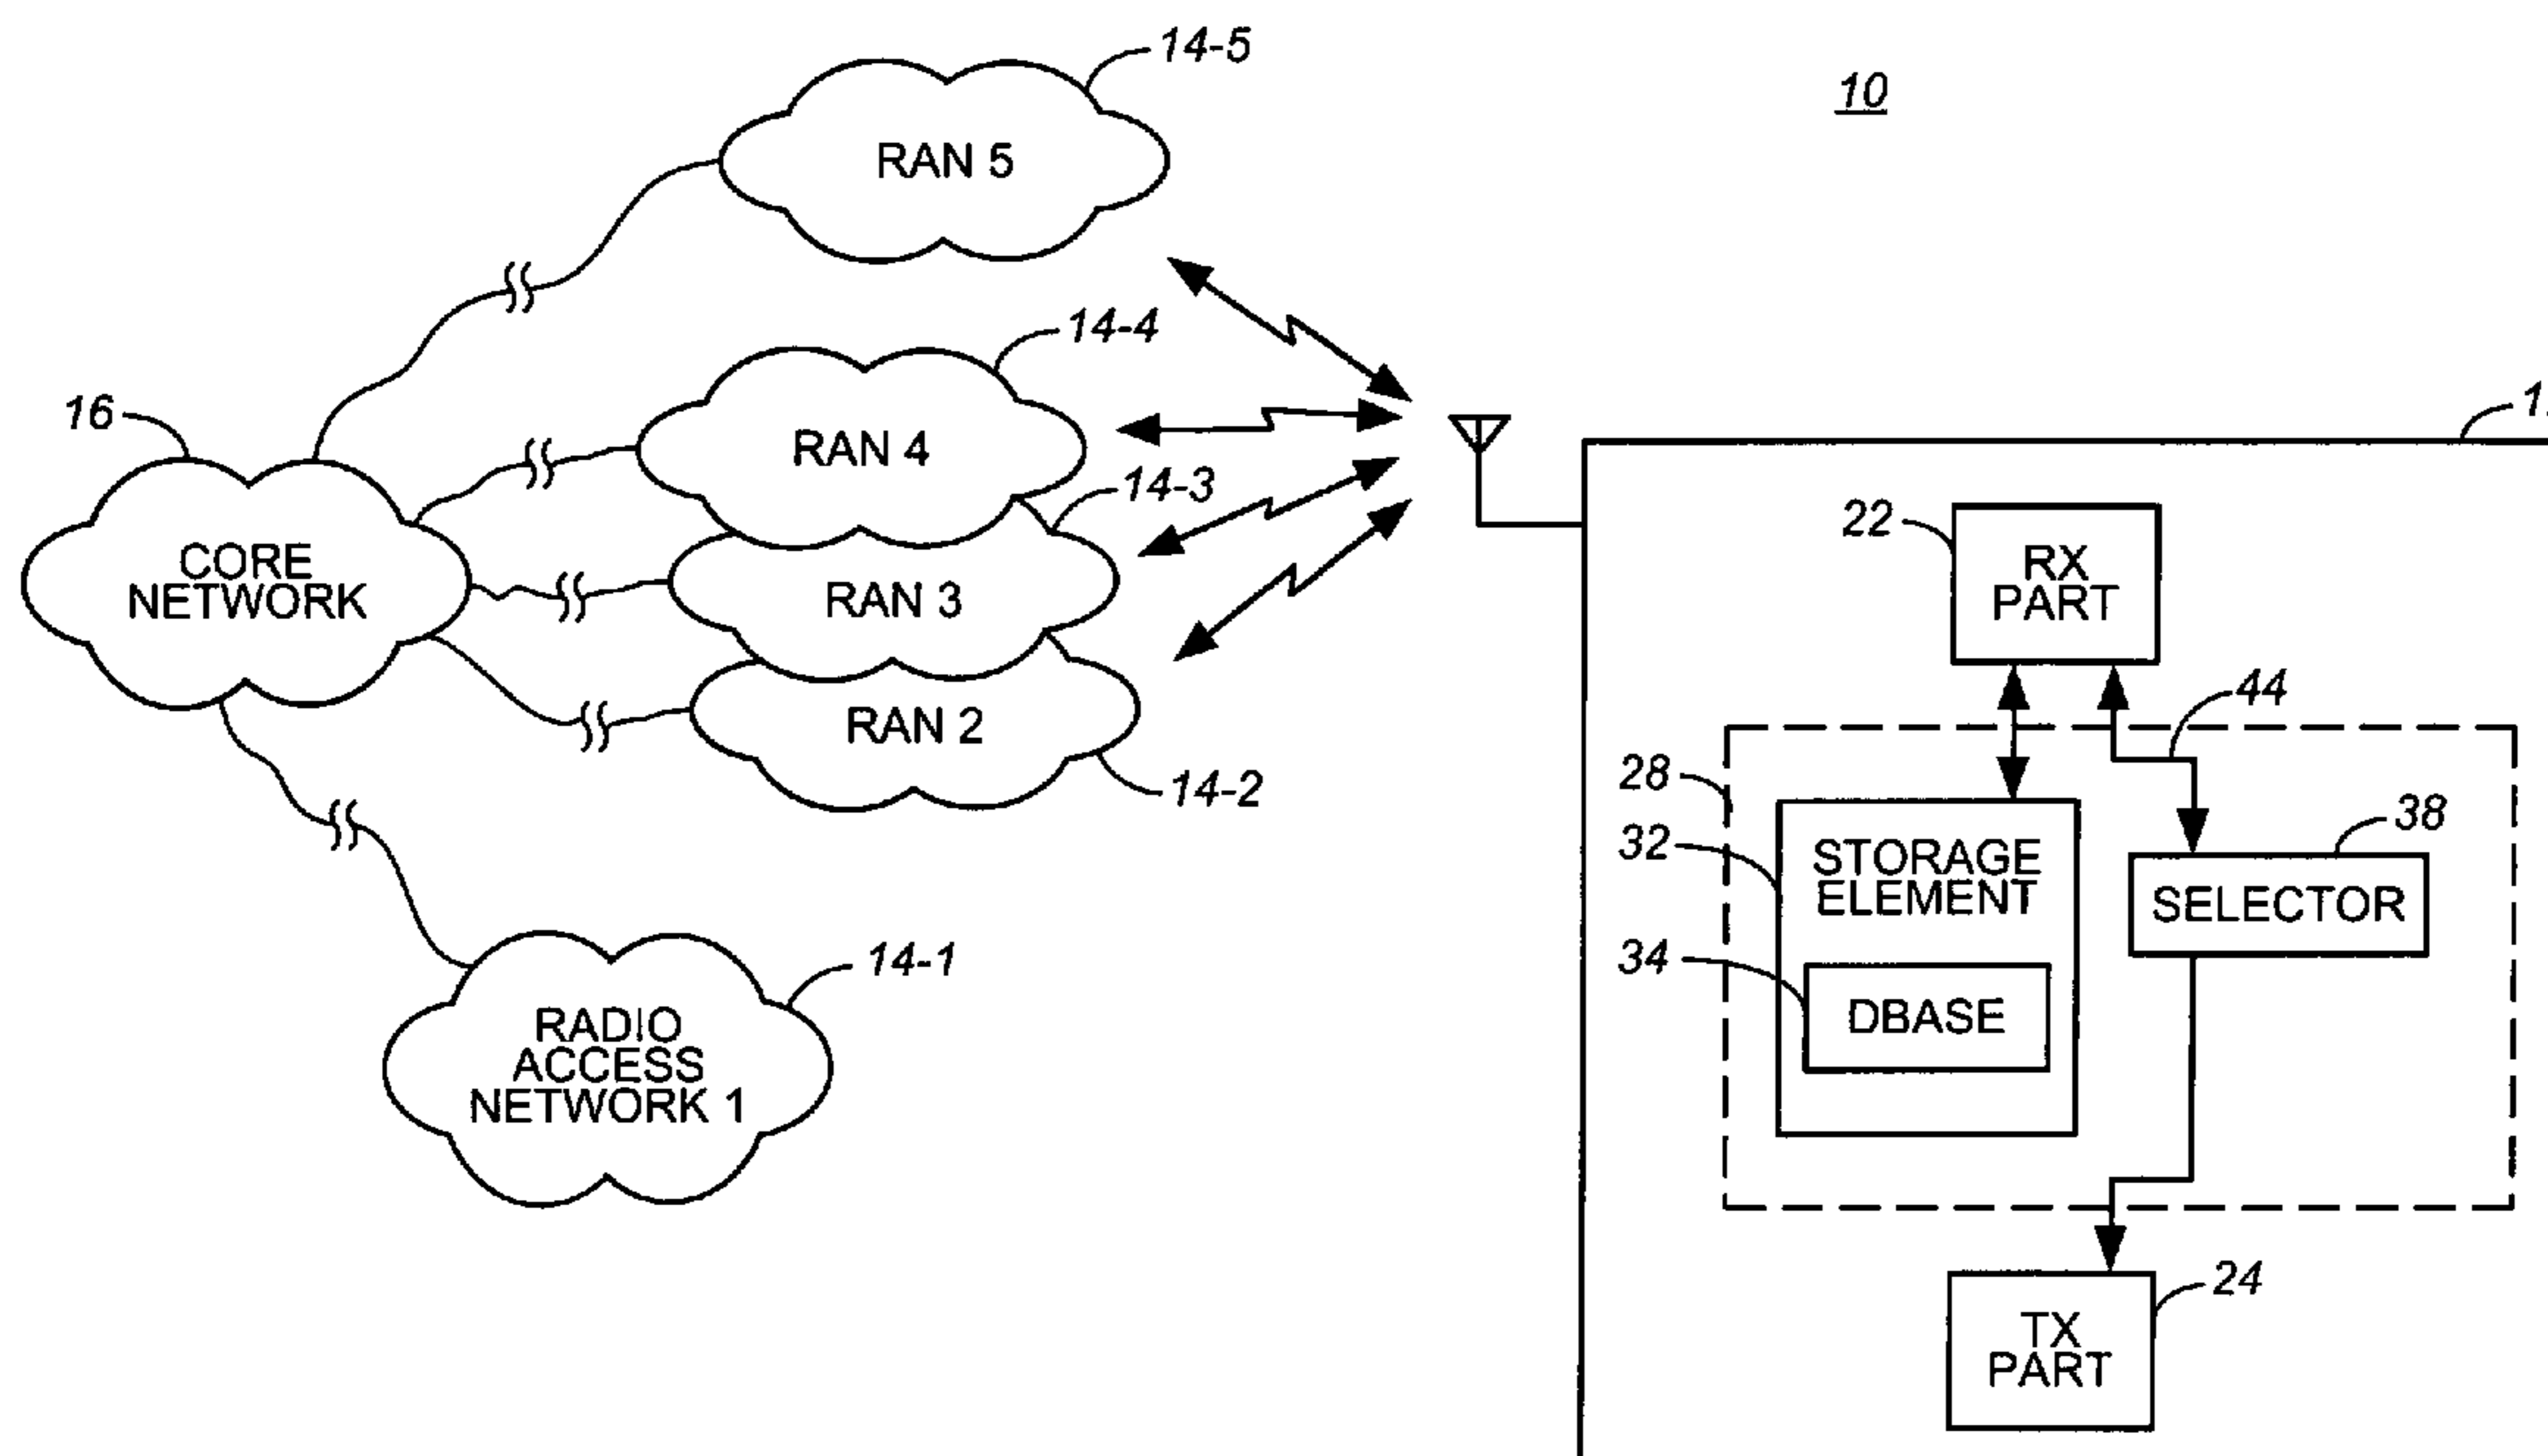 14-5
10
RAN 5
14-4
16
RAN 4
14-3
22
RX
PART
CORE
NETWORK
RAN 3
44
RAN 2
28
14-2
38
32
STORAGE
ELEMENT
SELECTOR
34
14-1
DBASE
RADIO
ACCESS
NETWORK 1
24
TX
PART